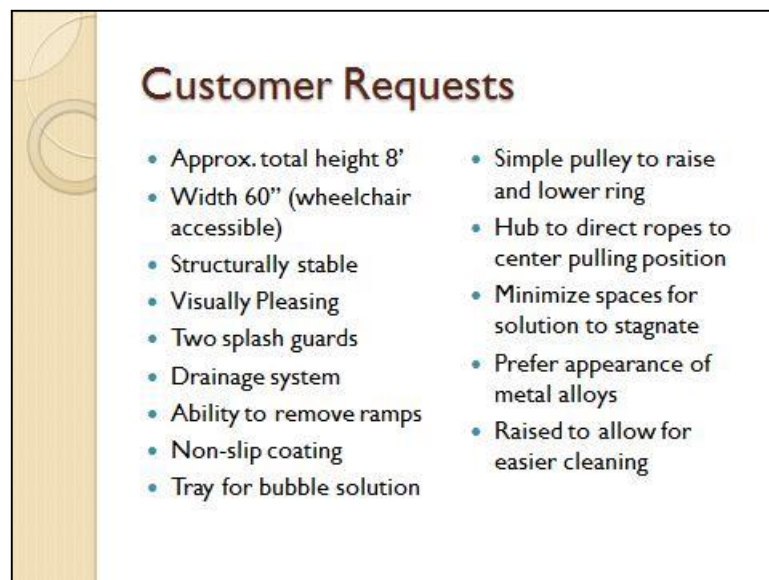 Customer Requests
• Approx. total height 8’
• Width 60” (wheelchair
accessible)
• Structurally stable
• Visually Pleasing
• Two splash guards
• Drainage system
• Ability to remove ramps
• Non-slip coating
• Tray for bubble solution
• Simple pulley to raise
and lower ring
• Hub to direct ropes to
center pulling position
• Minimize spaces for
solution to stagnate
• Prefer appearance of
metal alloys
• Raised to allow for
easier cleaning